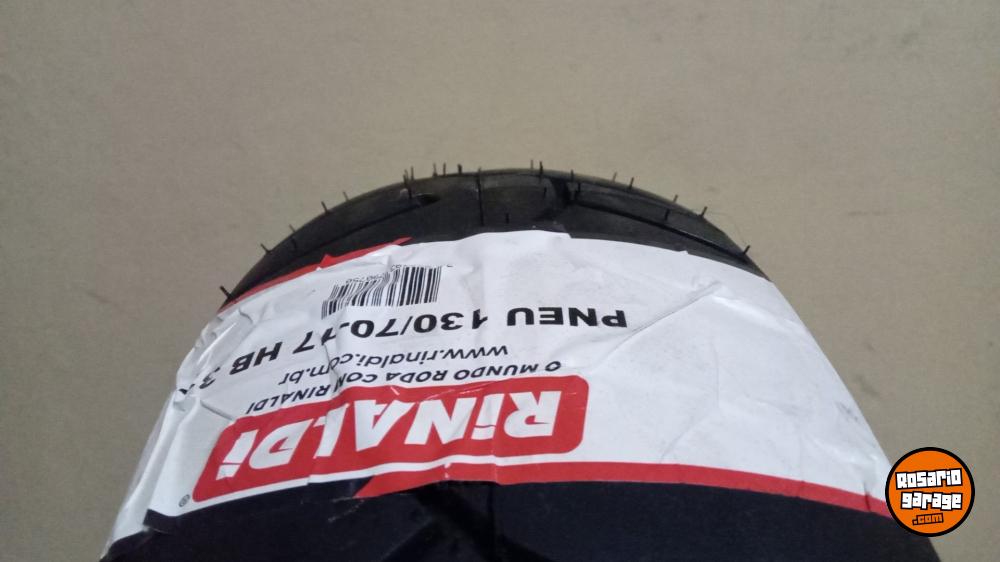 RiNALDi
®
O MUNDO RODA COM RINALDI
www.rinaldi.com.br
PNEU 130/70.17 HB
Rosario
garage
.com